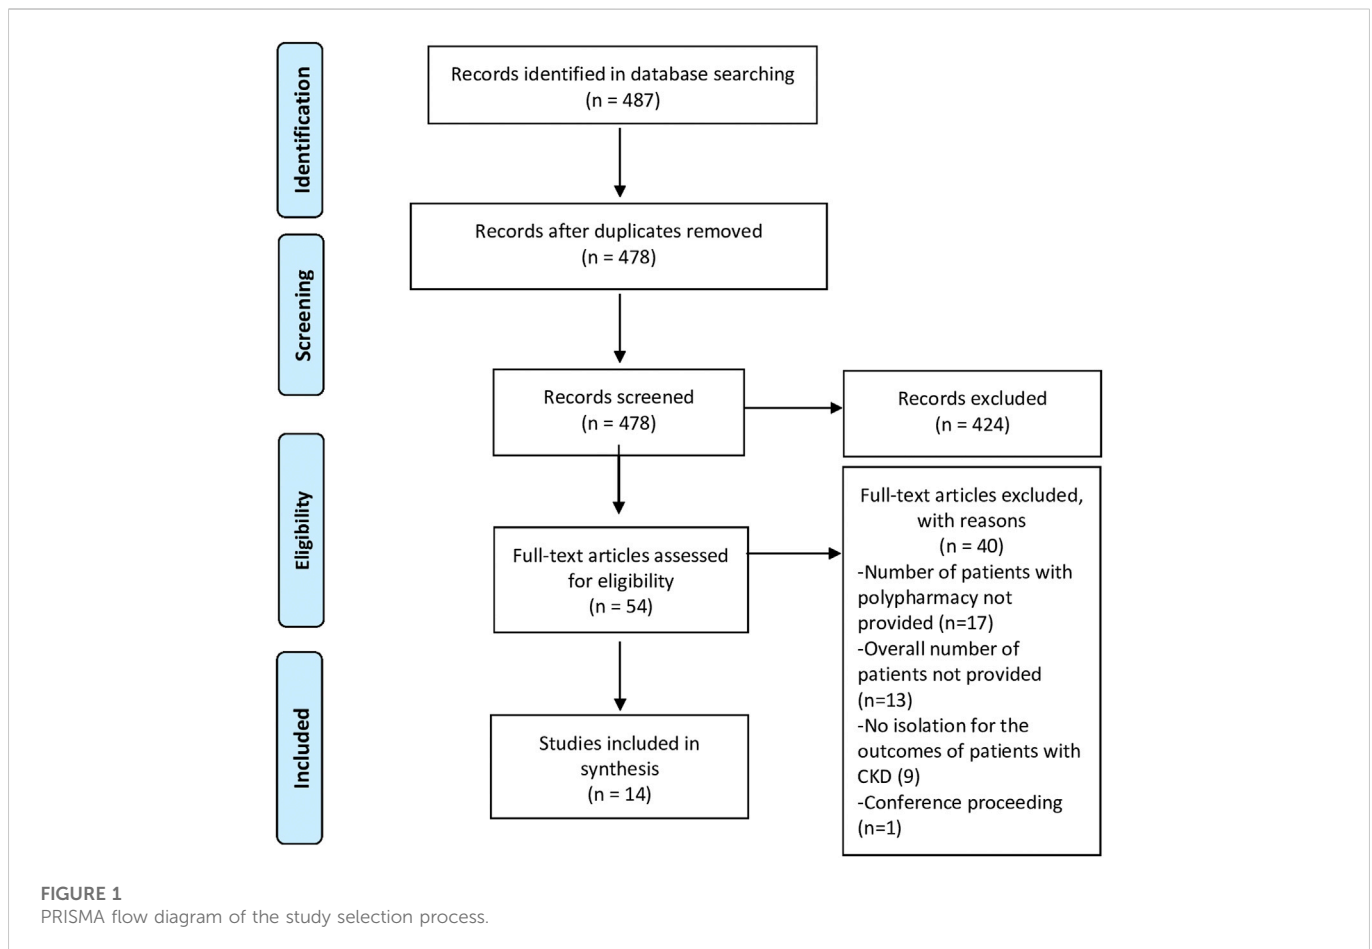 Identification
Records identified in database searching
(n = 487)
Records after duplicates removed
(n = 478)
Screening
Records screened
(n = 478)
Records excluded
(n = 424)
Eligibility
Full-text articles assessed
for eligibility
(n = 54)
Full-text articles excluded,
with reasons
(n = 40)
-Number of patients with
polypharmacy not
provided (n=17)
-Overall number of
patients not provided
(n=13)
-No isolation for the
outcomes of patients with
CKD (9)
-Conference proceeding
(n=1)
Included
Studies included in
synthesis
(n = 14)
FIGURE 1
PRISMA flow diagram of the study selection process.